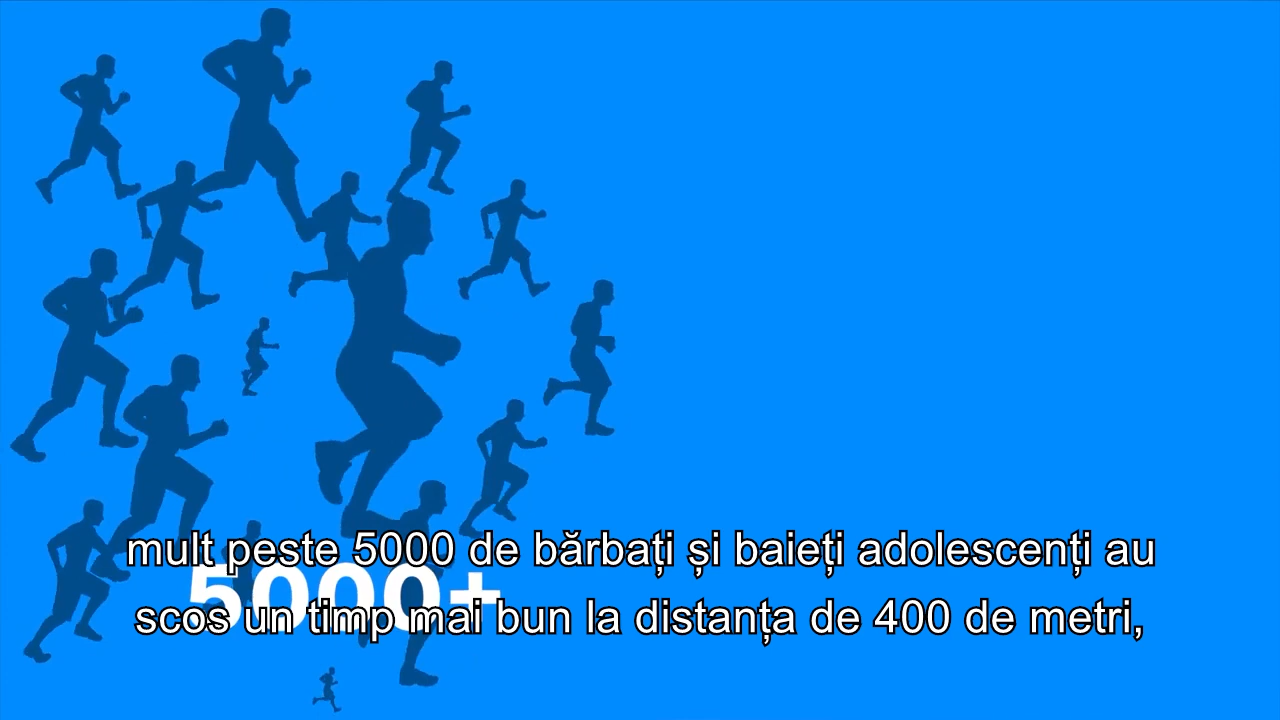 mult peste 5000 de bărbați și baieți adolescenți au
5000+
scos un timp mai bun la distanța de 400 de metri,